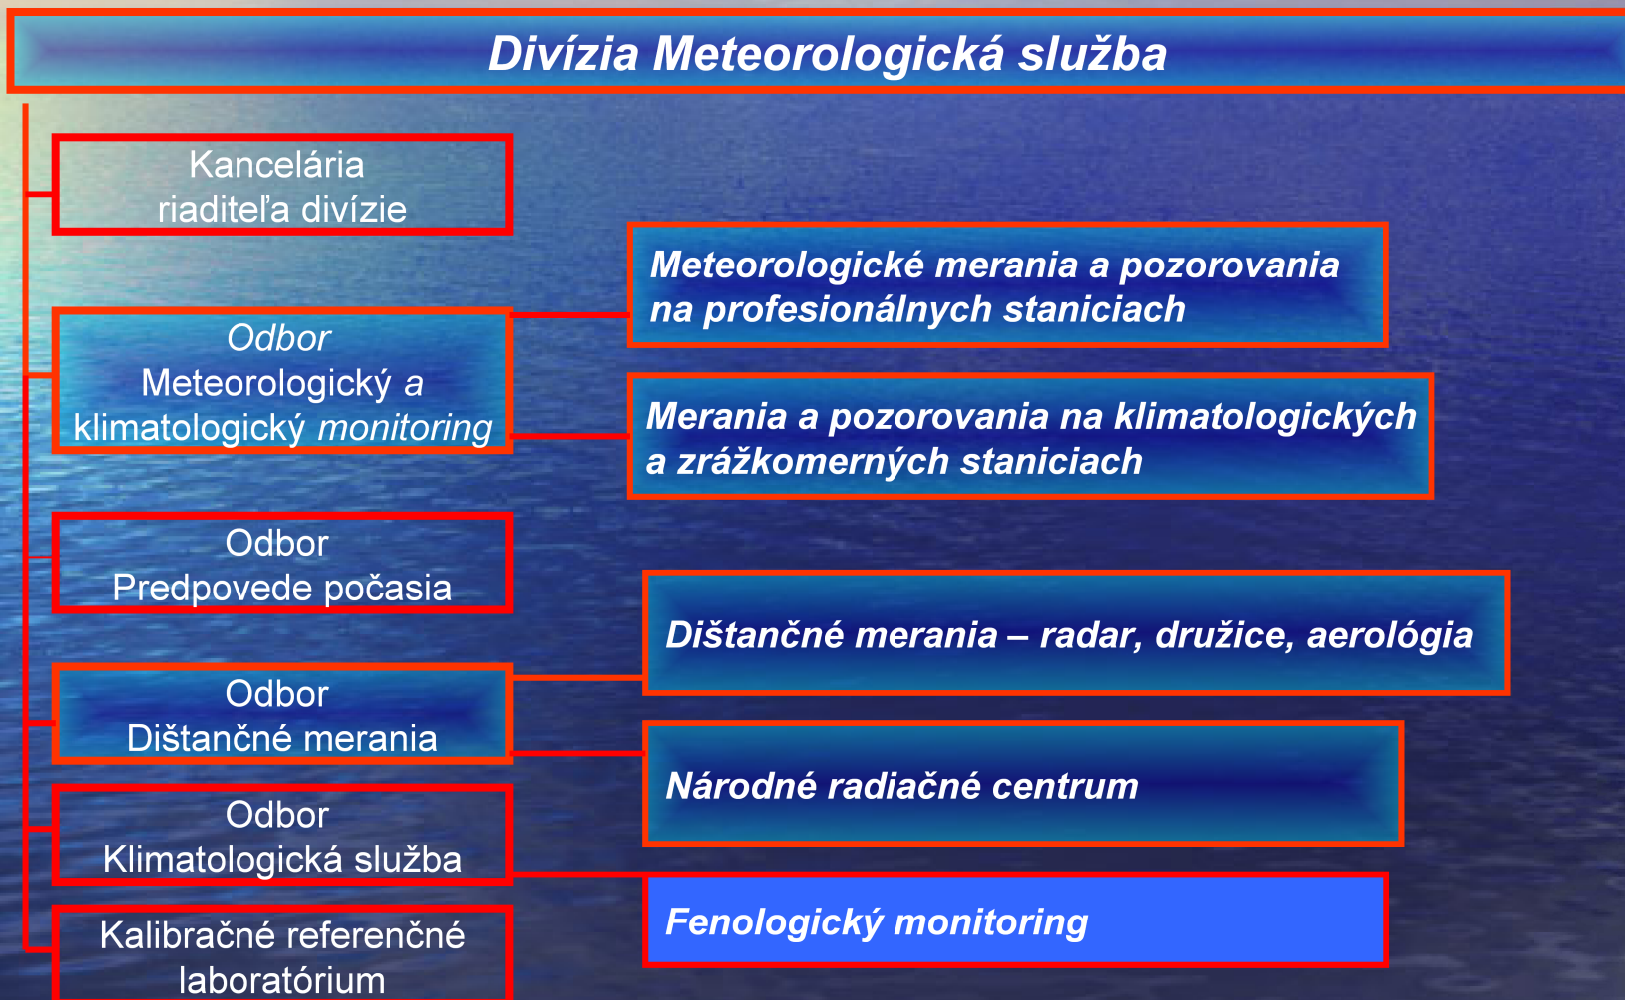 Divízia Meteorologická služba
Kancelária
riaditeľa divízie
Meteorologické merania a pozorovania
na profesionálnych staniciach
Odbor
Meteorologický a
klimatologický monitoring
Merania a pozorovania na klimatologických
a zrážkomerných staniciach
Odbor
Predpovede počasia
Dištančné merania – radar, družice, aerológia
Odbor
Dištančné merania
Národné radiačné centrum
Odbor
Klimatologická služba
Fenologický monitoring
Kalibračné referenčné
laboratórium